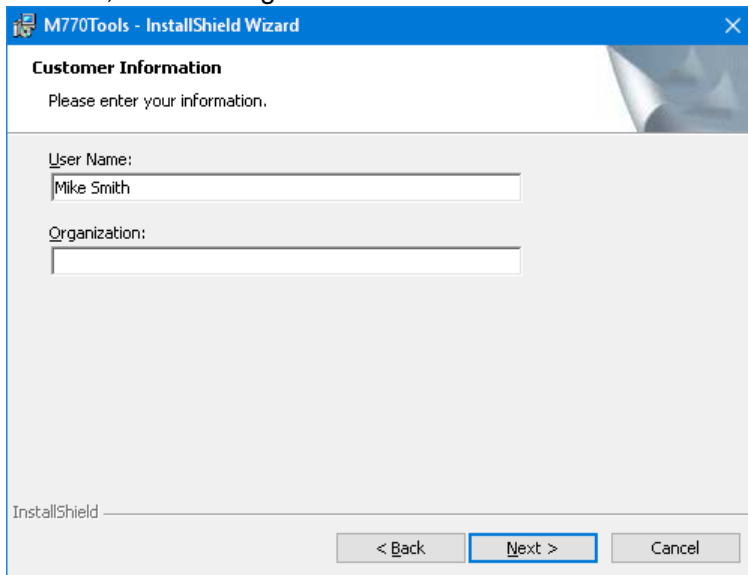 M770Tools - InstallShield Wizard
Customer Information
Please enter your information.
User Name:
Mike Smith
Organization:
InstallShield
< Back Next > Cancel